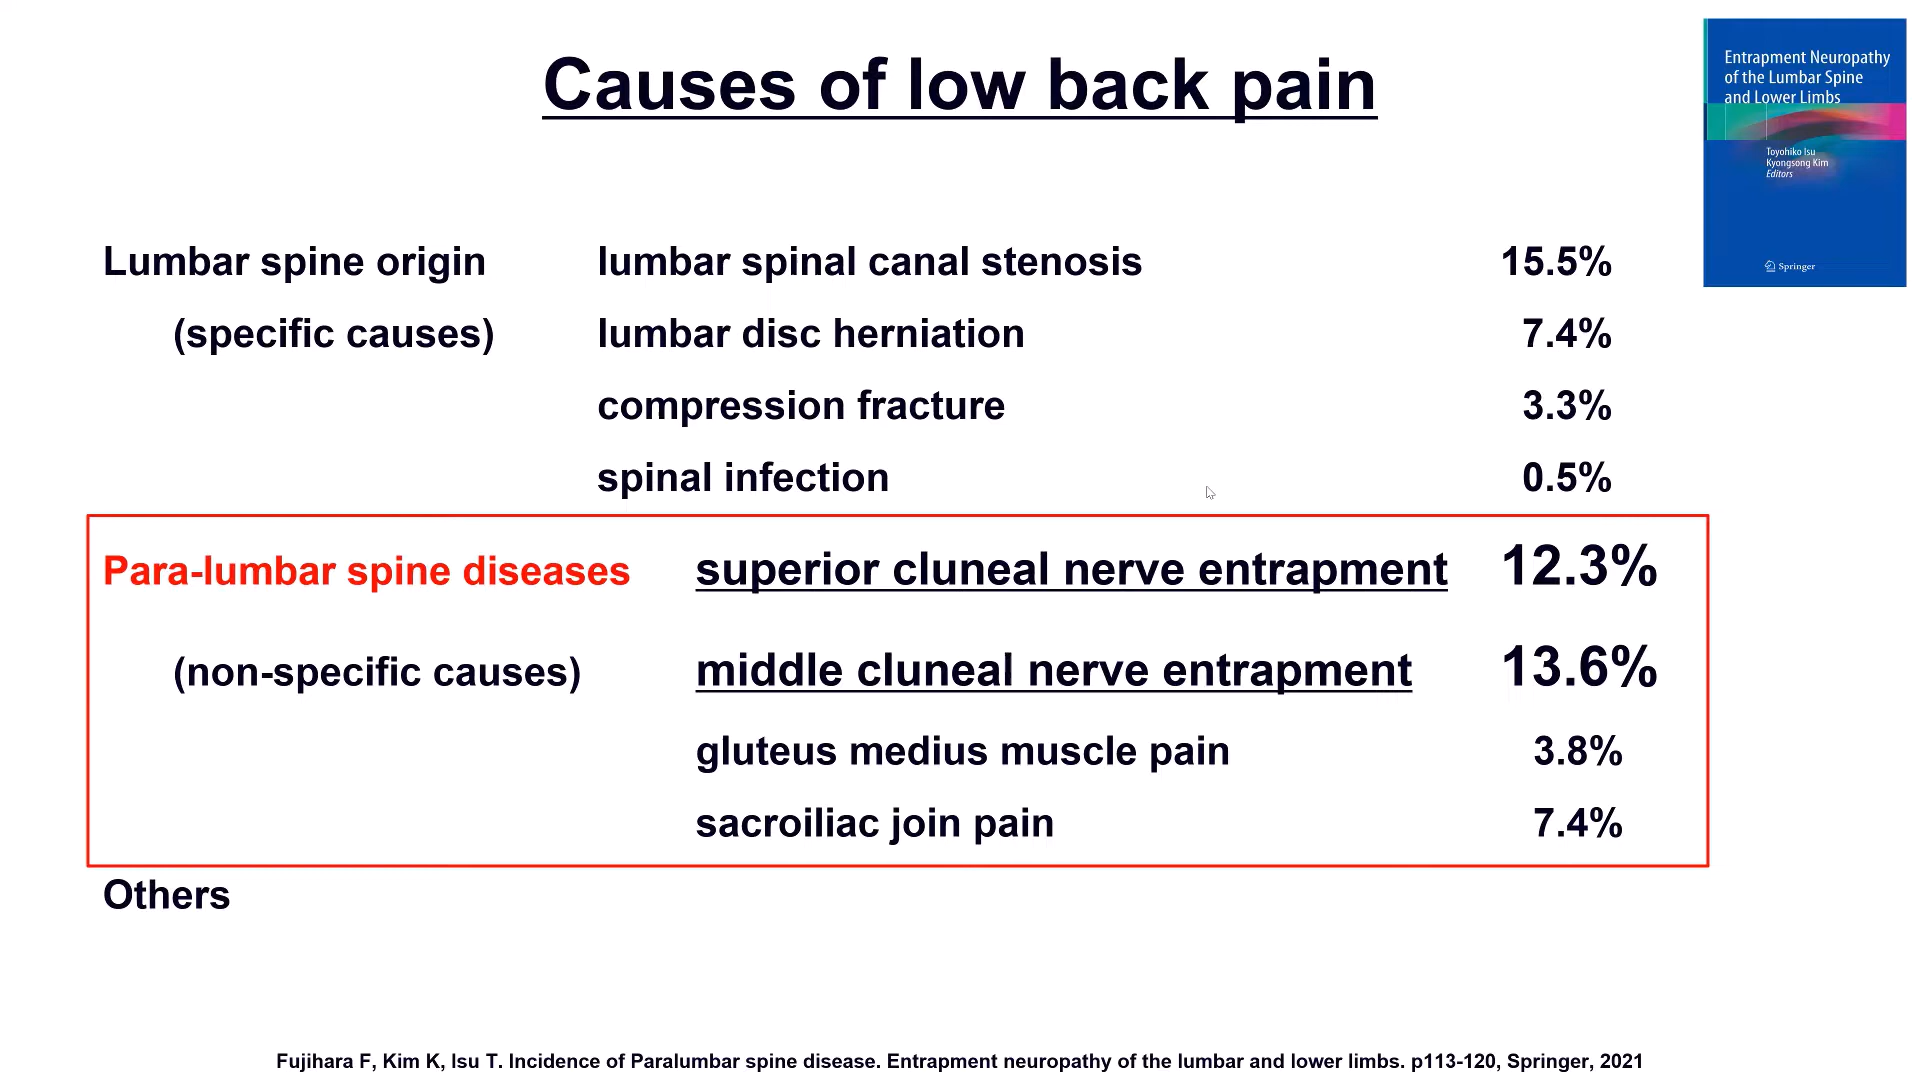 Causes of low back pain
Entrapment Neuropathy
of the Lumbar Spine
and Lower Limbs
Toyohiko Isu
Kyongsong Kim
Editors
Springer
Lumbar spine origin lumbar spinal canal stenosis 15.5%
(specific causes) lumbar disc herniation 7.4%
compression fracture 3.3%
spinal infection 0.5%
Para-lumbar spine diseases superior cluneal nerve entrapment 12.3%
(non-specific causes) middle cluneal nerve entrapment 13.6%
gluteus medius muscle pain 3.8%
sacroiliac join pain 7.4%
Others
Fujihara F, Kim K, Isu T. Incidence of Paralumbar spine disease. Entrapment neuropathy of the lumbar and lower limbs. p113-120, Springer, 2021